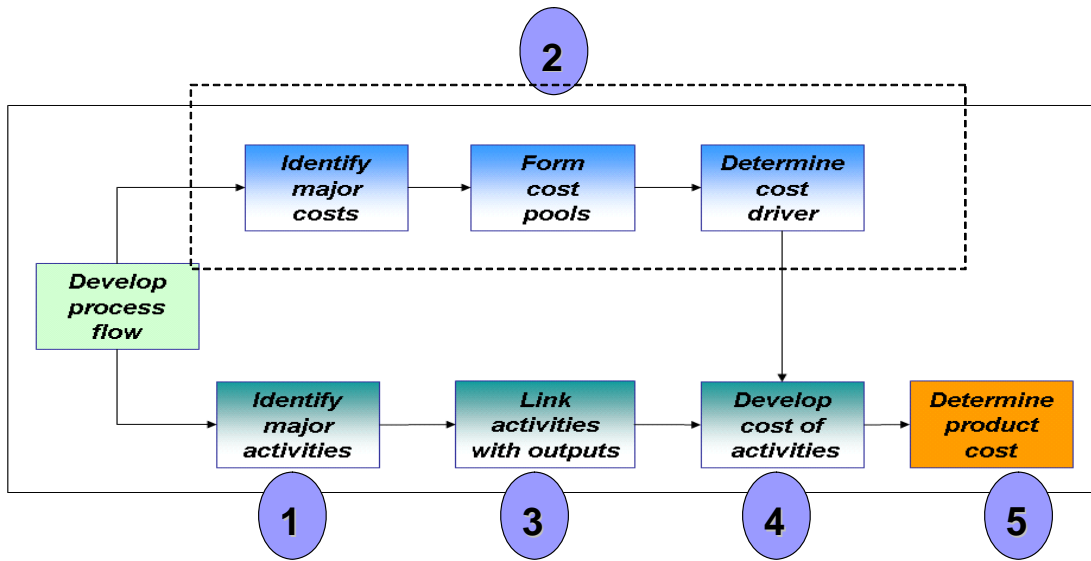 2
Identify
major
costs
Form
cost
pools
Determine
cost
driver
Develop
process
flow
Identify
major
activities
Link
activities
with outputs
Develop
cost of
activities
Determine
product
cost
1
3
4
5